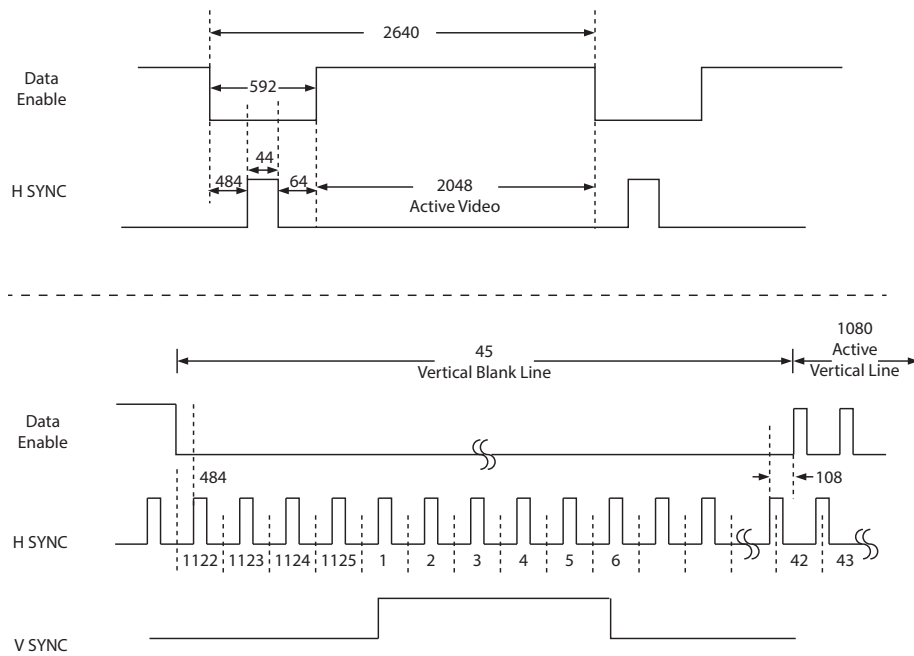 2640
Data
Enable
592
44
484
64
H SYNC
2048
Active Video
45
Vertical Blank Line
1080
Active
Vertical Line
Data
Enable
484
108
H SYNC
1122 1123 1124 1125 1 2 3 4 5 6 42 43
V SYNC